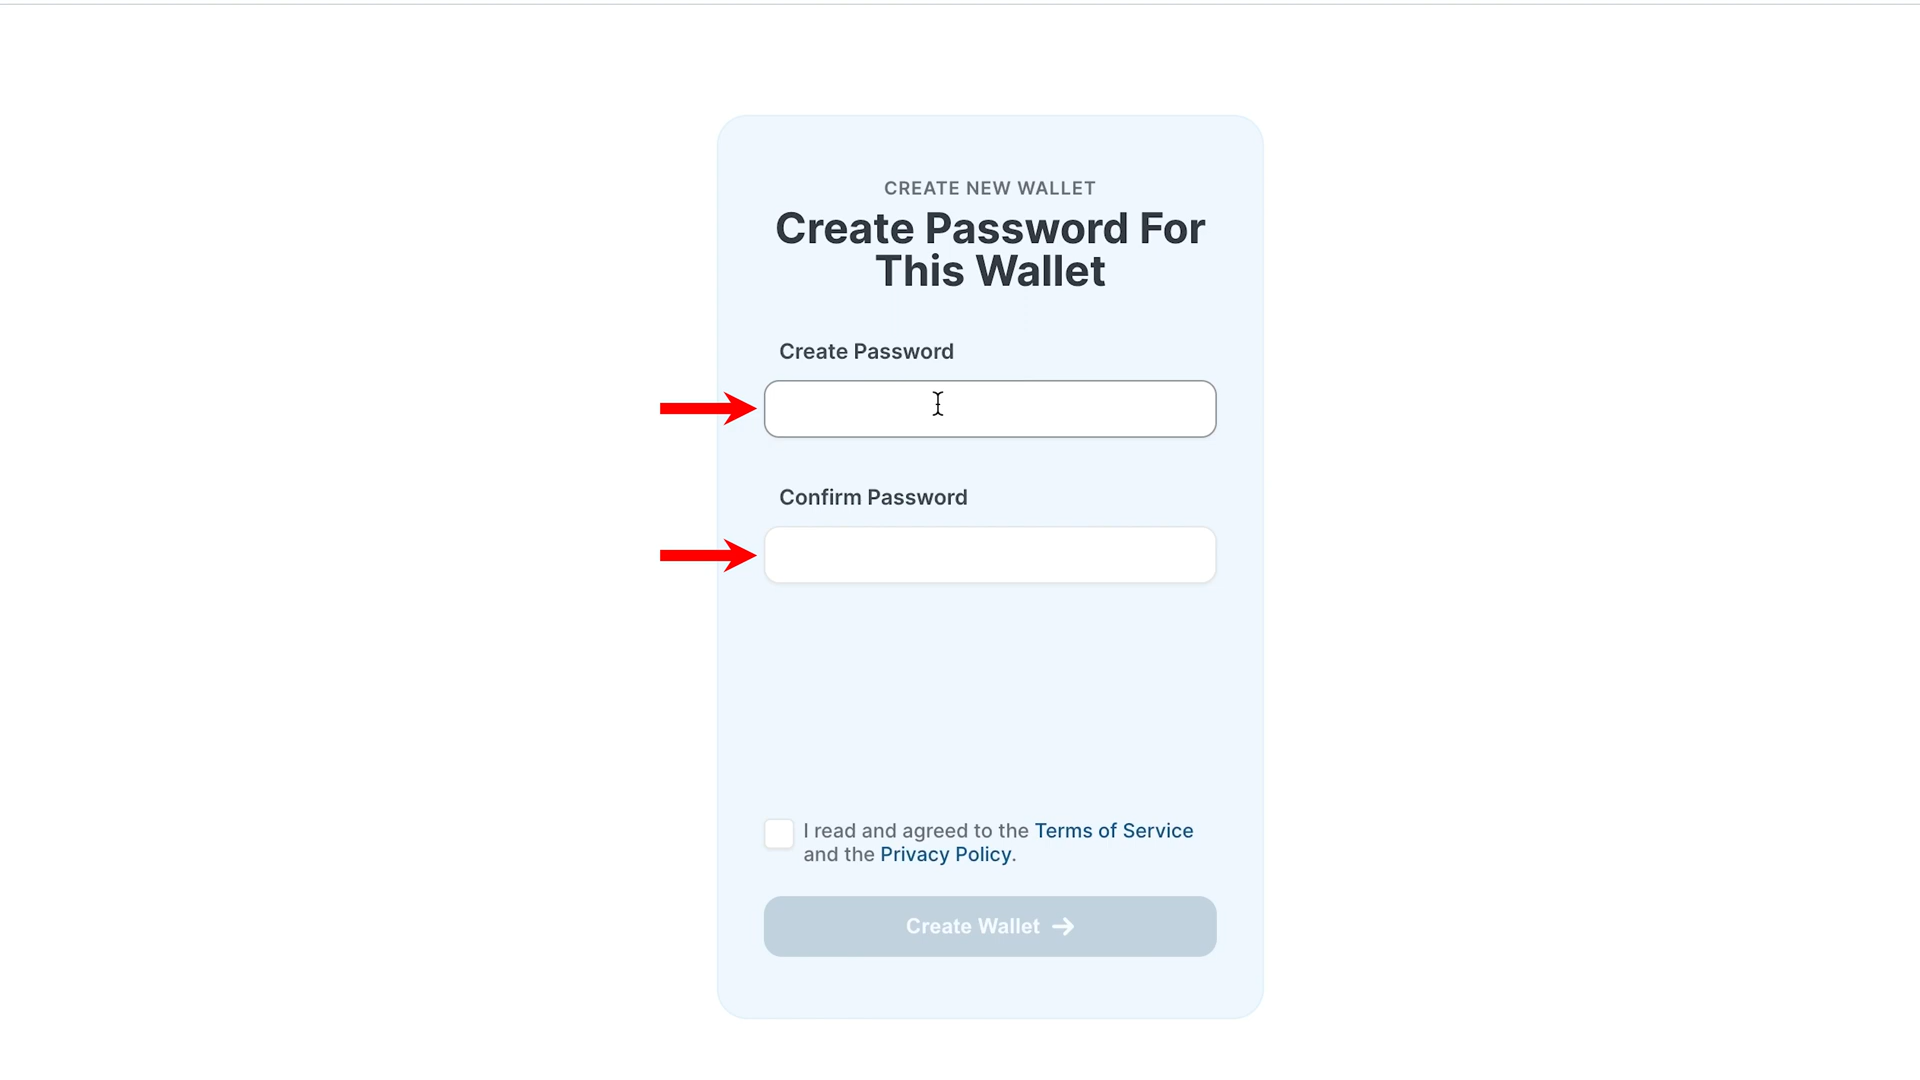 CREATE NEW WALLET
Create Password For
This Wallet
Create Password
Confirm Password
I read and agreed to the Terms of Service
and the Privacy Policy.
Create Wallet →